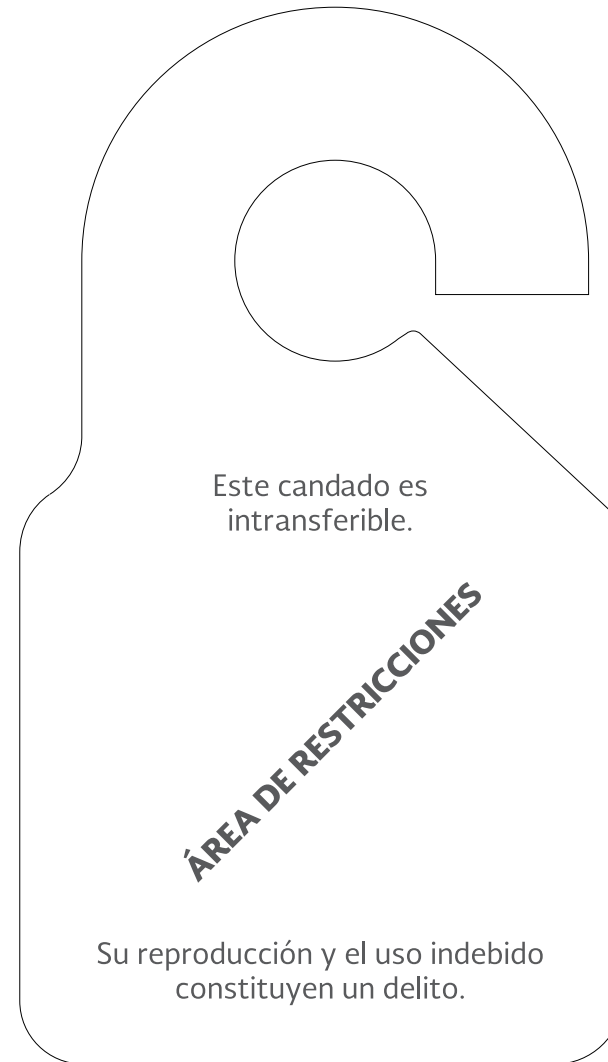 Este candado es
intransferible.
ÁREA DE RESTRICCIONES
Su reproducción y el uso indebido
constituyen un delito.